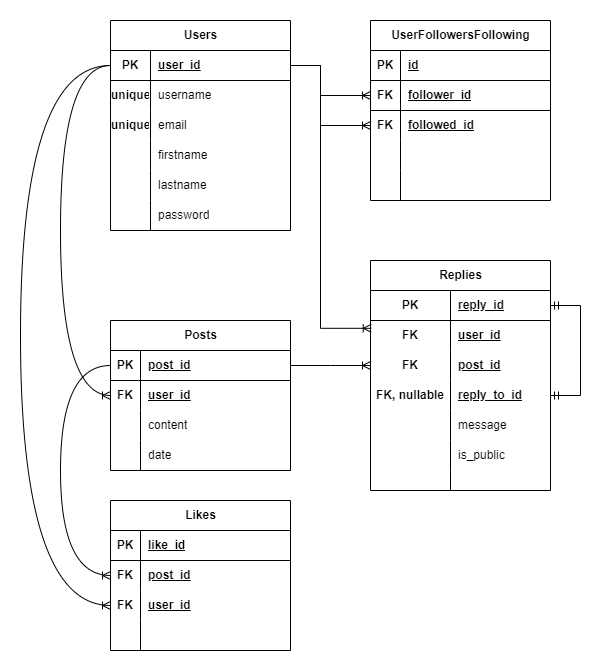 Users
PK user_id
unique username
unique email
firstname
lastname
password
UserFollowersFollowing
PK id
FK follower_id
FK followed_id
Replies
PK reply_id
FK user_id
FK post_id
FK, nullable reply_to_id
message
is_public
Posts
PK post_id
FK user_id
content
date
Likes
PK like_id
FK post_id
FK user_id